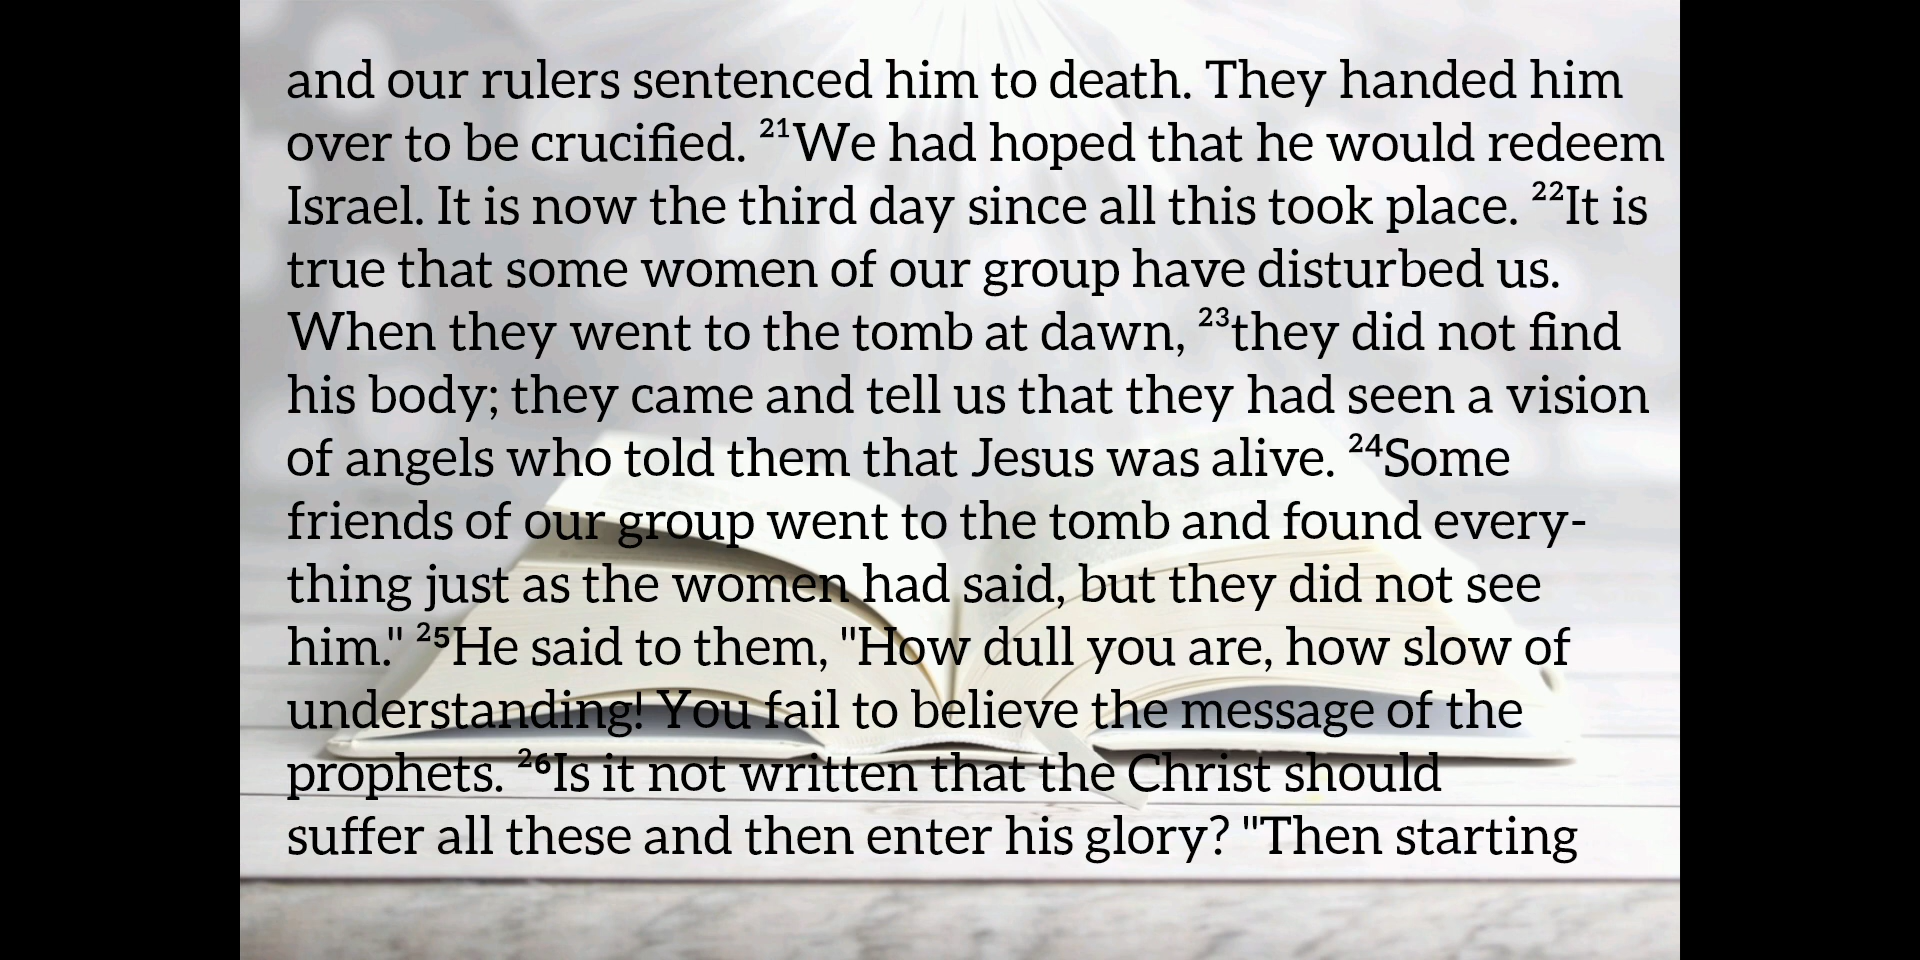 and our rulers sentenced him to death. They handed him
over to be crucified. ²¹We had hoped that he would redeem
Israel. It is now the third day since all this took place. ²²It is
true that some women of our group have disturbed us.
When they went to the tomb at dawn, ²³they did not find
his body; they came and tell us that they had seen a vision
of angels who told them that Jesus was alive. ²⁴Some
friends of our group went to the tomb and found every-
thing just as the women had said, but they did not see
him." ²⁵He said to them, "How dull you are, how slow of
understanding! You fail to believe the message of the
prophets. ²⁶Is it not written that the Christ should
suffer all these and then enter his glory? "Then starting